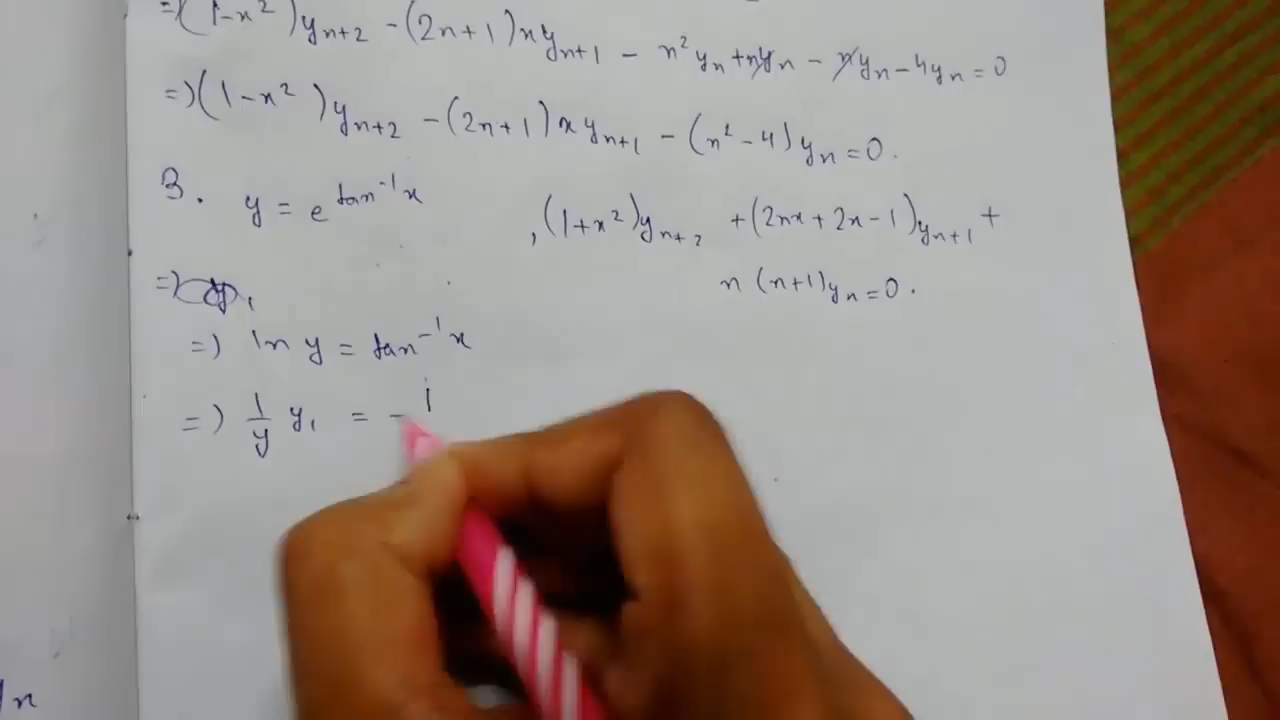 =>(1-x²)yₙ₊₂ -(2n+1)xyₙ₊₁ - n²yₙ+nyₙ - nyₙ-4yₙ=0
=>(1-x²)yₙ₊₂ -(2n+1)xyₙ₊₁ -(n²-4)yₙ=0.
3. y = e^(tan⁻¹x) , (1+x²)yₙ₊₂ +(2nx+2x-1)yₙ₊₁ +
n(n+1)yₙ=0.
=> y₁
=> ln y = tan⁻¹x
=> 1/y y₁ = 1